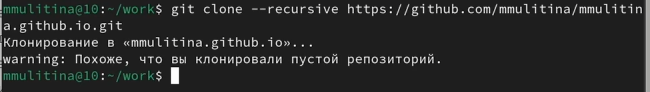 mmulitina@10:~/work$ git clone --recursive https://github.com/mmulitina/mmulitin
a.github.io.git
Клонирование в «mmulitina.github.io»...
warning: Похоже, что вы клонировали пустой репозиторий.
mmulitina@10:~/work$